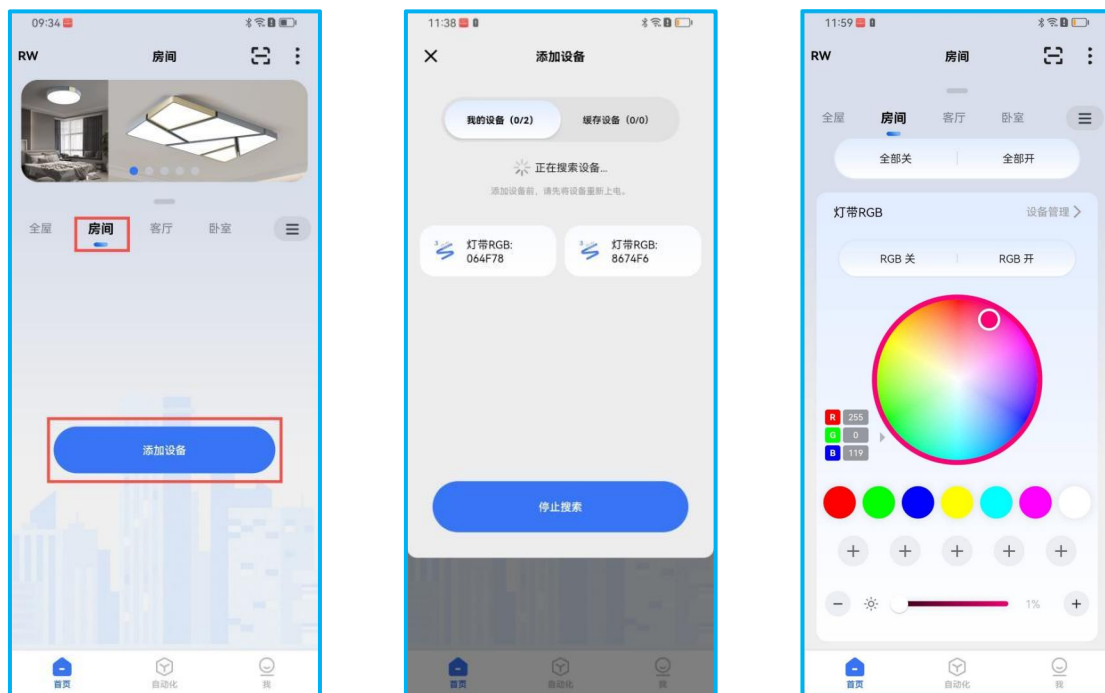 09:34
RW 房间
全屋 房间 客厅 卧室
添加设备
首页 自动化 我
11:38
添加设备
我的设备（0/2） 缓存设备（0/0）
正在搜索设备...
添加设备前，请先将设备重新上电。
灯带RGB:
064F78
灯带RGB:
8674F6
停止搜索
首页 自动化 我
11:59
RW 房间
全屋 房间 客厅 卧室
全部关 全部开
灯带RGB 设备管理
RGB 关 RGB 开
R 255
G 0
B 119
1%
首页 自动化 我